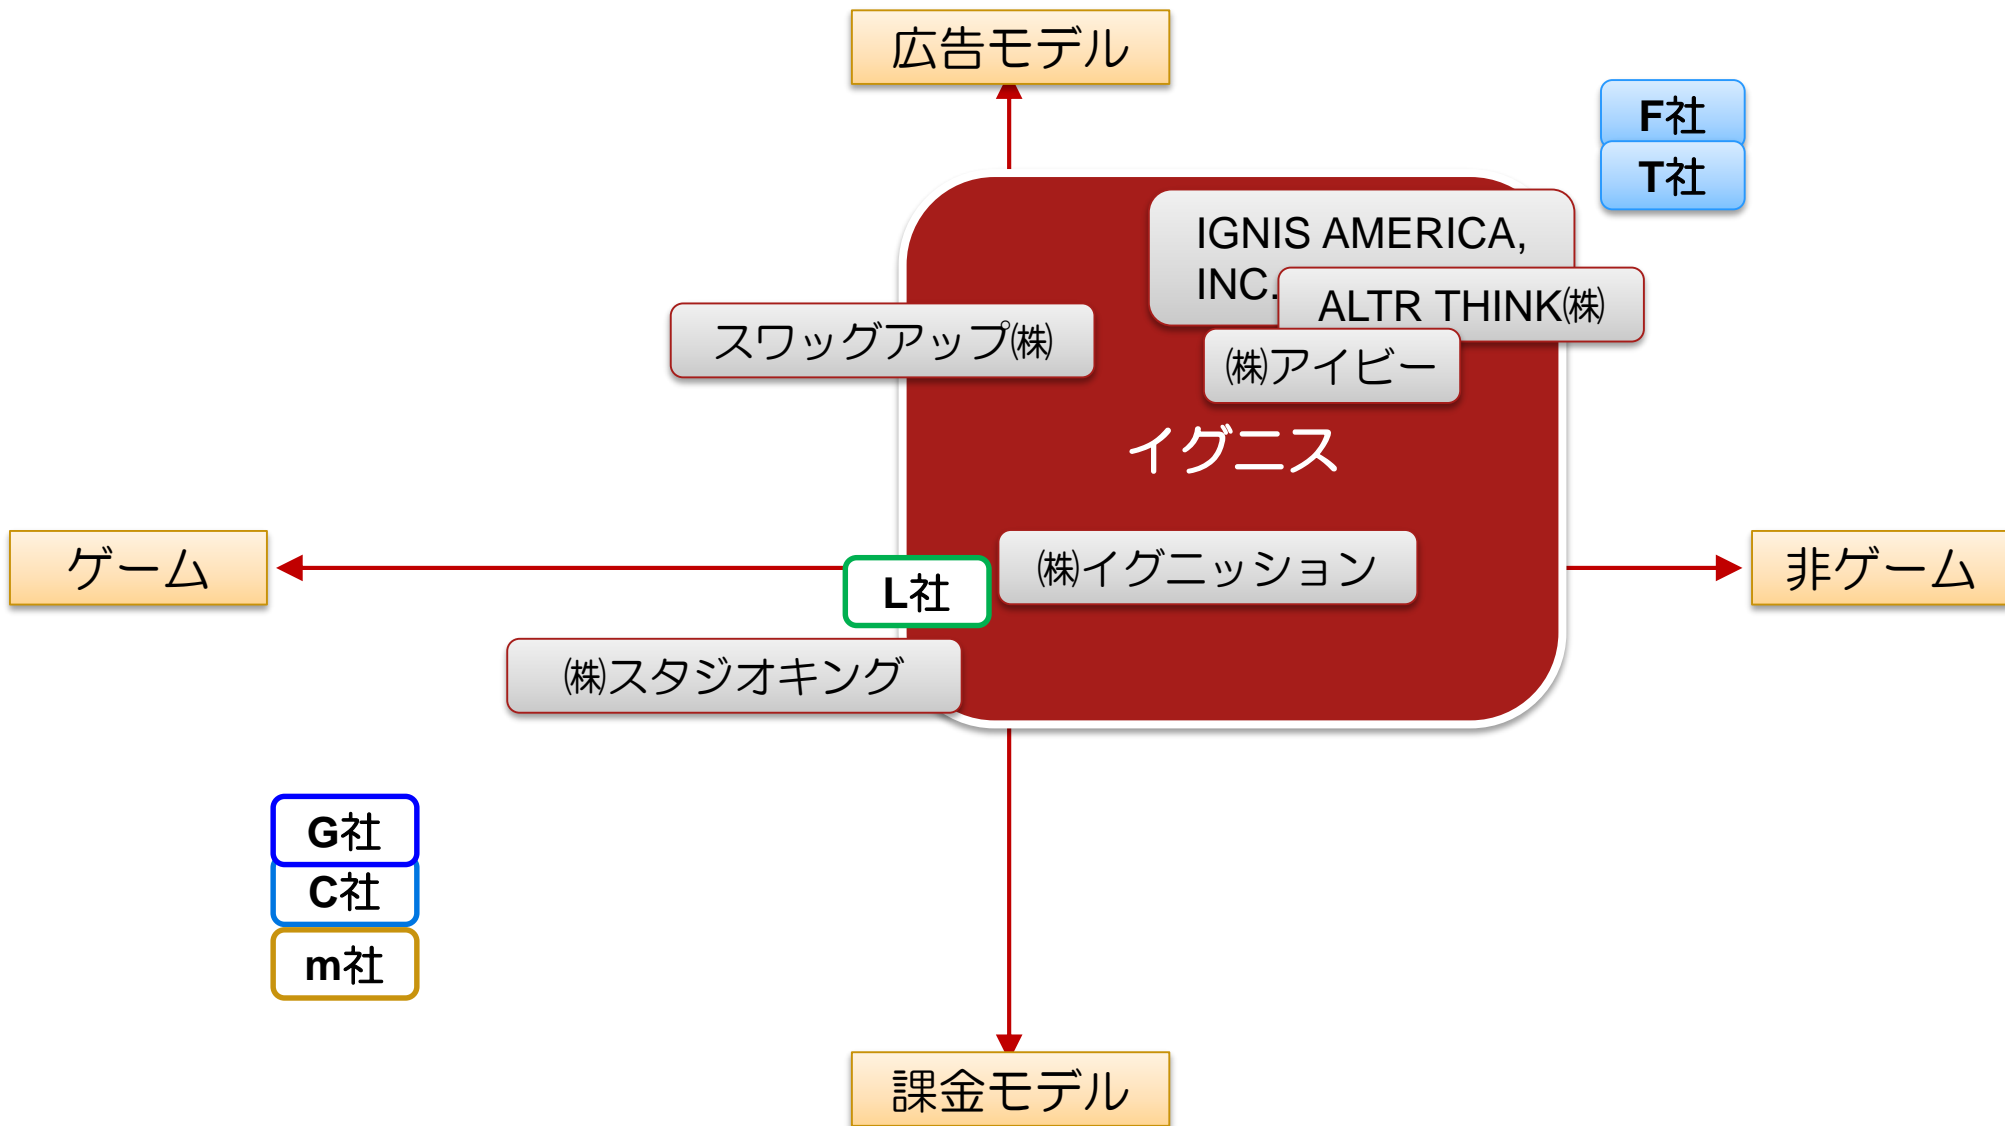 広告モデル
F社
T社
IGNIS AMERICA,
INC.
ALTR THINK㈱
スワッグアップ㈱
㈱アイビー
イグニス
ゲーム
㈱イグニッション
非ゲーム
L社
㈱スタジオキング
G社
C社
m社
課金モデル